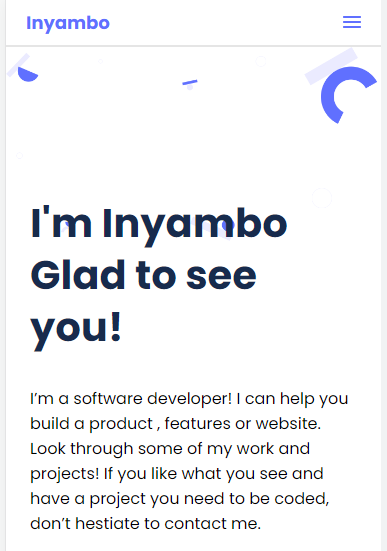 Inyambo
I'm Inyambo
Glad to see
you!
I’m a software developer! I can help you
build a product , features or website.
Look through some of my work and
projects! If you like what you see and
have a project you need to be coded,
don’t hestiate to contact me.